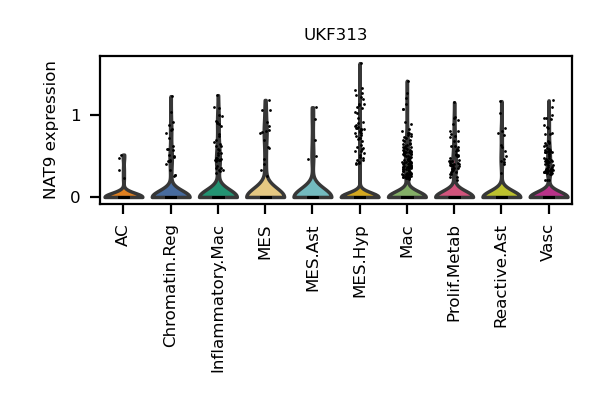 UKF313
NAT9 expression
1
0
AC
Chromatin.Reg
Inflammatory.Mac
MES
MES.Ast
MES.Hyp
Mac
Prolif.Metab
Reactive.Ast
Vasc